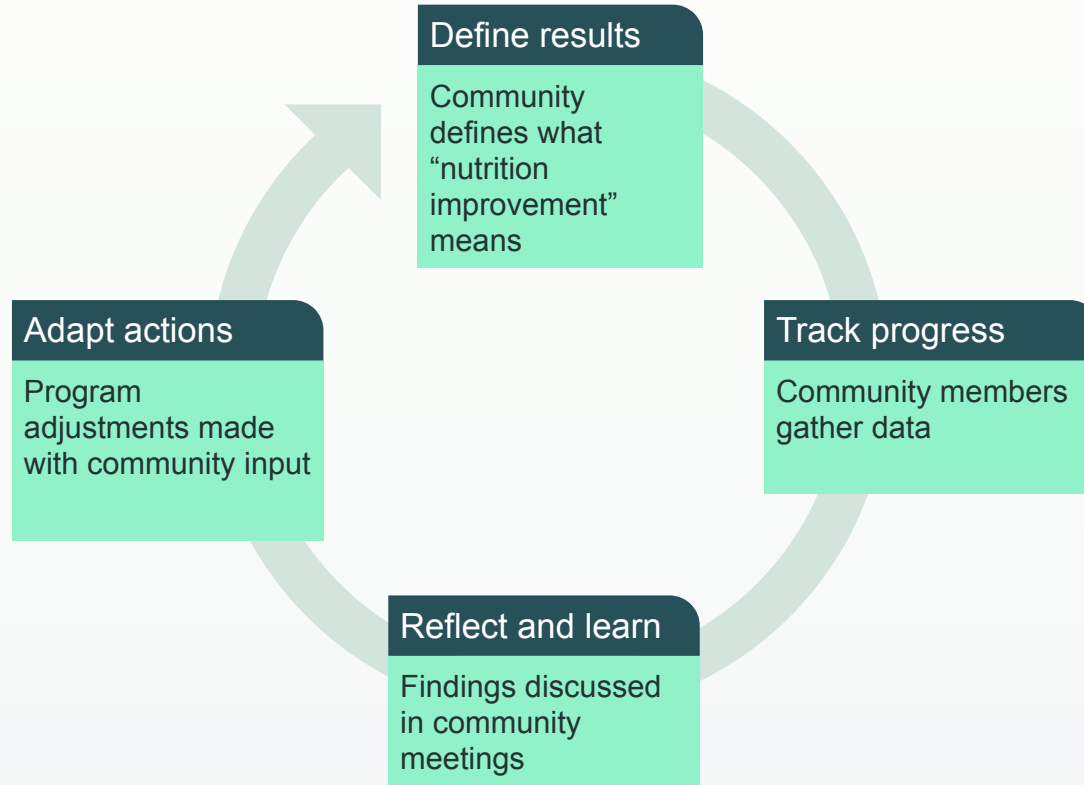 Define results
Community
defines what
“nutrition
improvement”
means
Track progress
Community members
gather data
Reflect and learn
Findings discussed
in community
meetings
Adapt actions
Program
adjustments made
with community input